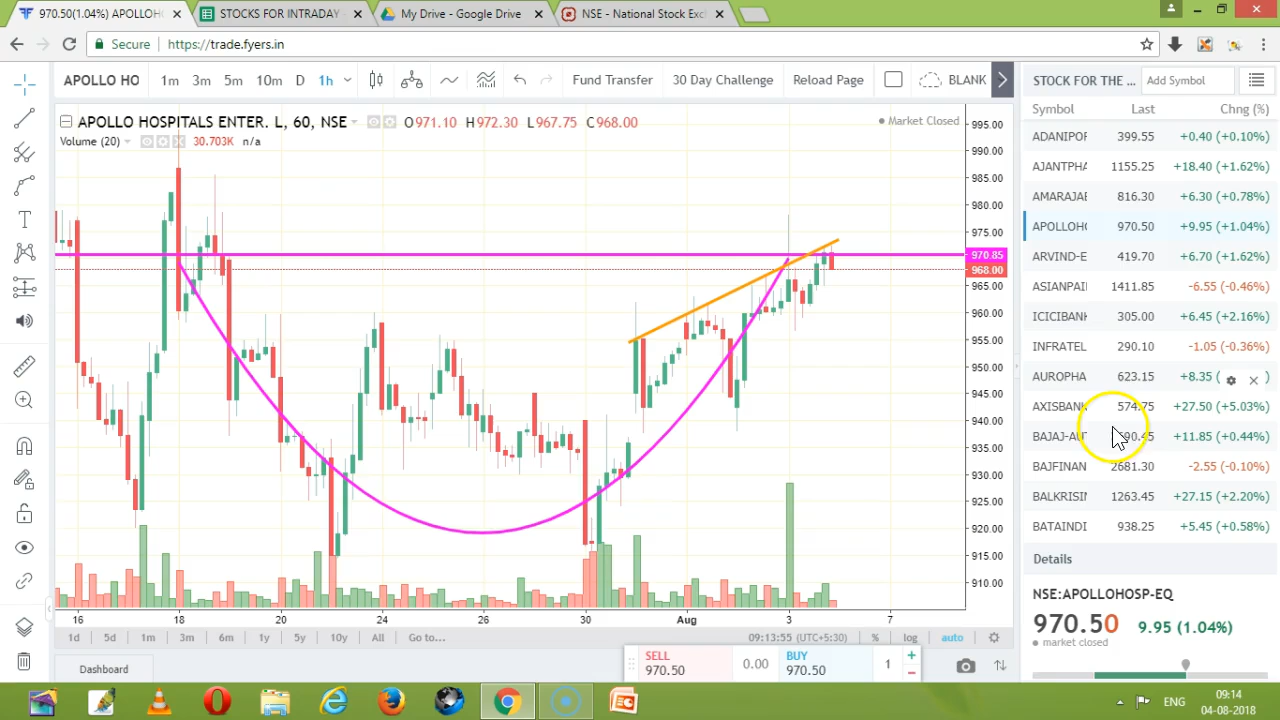 970.50(1.04%) APOLLOH
STOCKS FOR INTRADAY
My Drive - Google Drive
NSE - National Stock Exc
Secure
https://trade.fyers.in
APOLLO HO
1m 3m 5m 10m D 1h
Fund Transfer
30 Day Challenge
Reload Page
BLANK
STOCK FOR THE ...
Add Symbol
APOLLO HOSPITALS ENTER. L, 60, NSE
O971.10 H972.30 L967.75 C968.00
Market Closed
Volume (20)
30.703K n/a
995.00
990.00
985.00
980.00
975.00
970.85
968.00
965.00
960.00
955.00
950.00
945.00
940.00
935.00
930.00
925.00
920.00
915.00
910.00
16 18 20 24 26 30 Aug 3 7
1d 5d 1m 3m 6m 1y 5y 10y All Go to...
09:13:55 (UTC+5:30)
% log auto
Dashboard
SELL
970.50
0.00
BUY
970.50
1
Symbol Last Chng (%)
ADANIPOF 399.55 +0.40 (+0.10%)
AJANTPHA 1155.25 +18.40 (+1.62%)
AMARAJAE 816.30 +6.30 (+0.78%)
APOLLOHC 970.50 +9.95 (+1.04%)
ARVIND-E 419.70 +6.70 (+1.62%)
ASIANPAI 1411.85 -6.55 (-0.46%)
ICICIBANK 305.00 +6.45 (+2.16%)
INFRATEL 290.10 -1.05 (-0.36%)
AUROPHA 623.15 +8.35 (
AXISBANK 574.75 +27.50 (+5.03%)
BAJAJ-AU 90.45 +11.85 (+0.44%)
BAJFINAN 2681.30 -2.55 (-0.10%)
BALKRISIN 1263.45 +27.15 (+2.20%)
BATAINDI 938.25 +5.45 (+0.58%)
Details
NSE:APOLLOHOSP-EQ
970.50 9.95 (1.04%)
market closed
ENG
09:14
04-08-2018